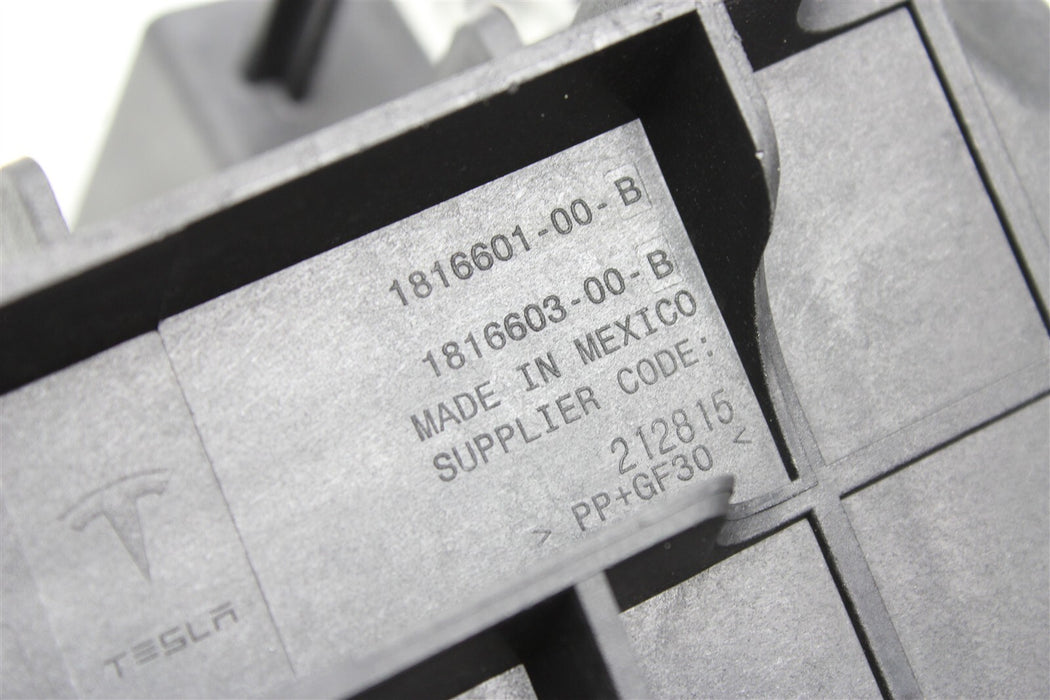 1816601-00-B
1816603-00-B
MADE IN MEXICO
SUPPLIER CODE:
212815
> PP+GF30 <
TESLA